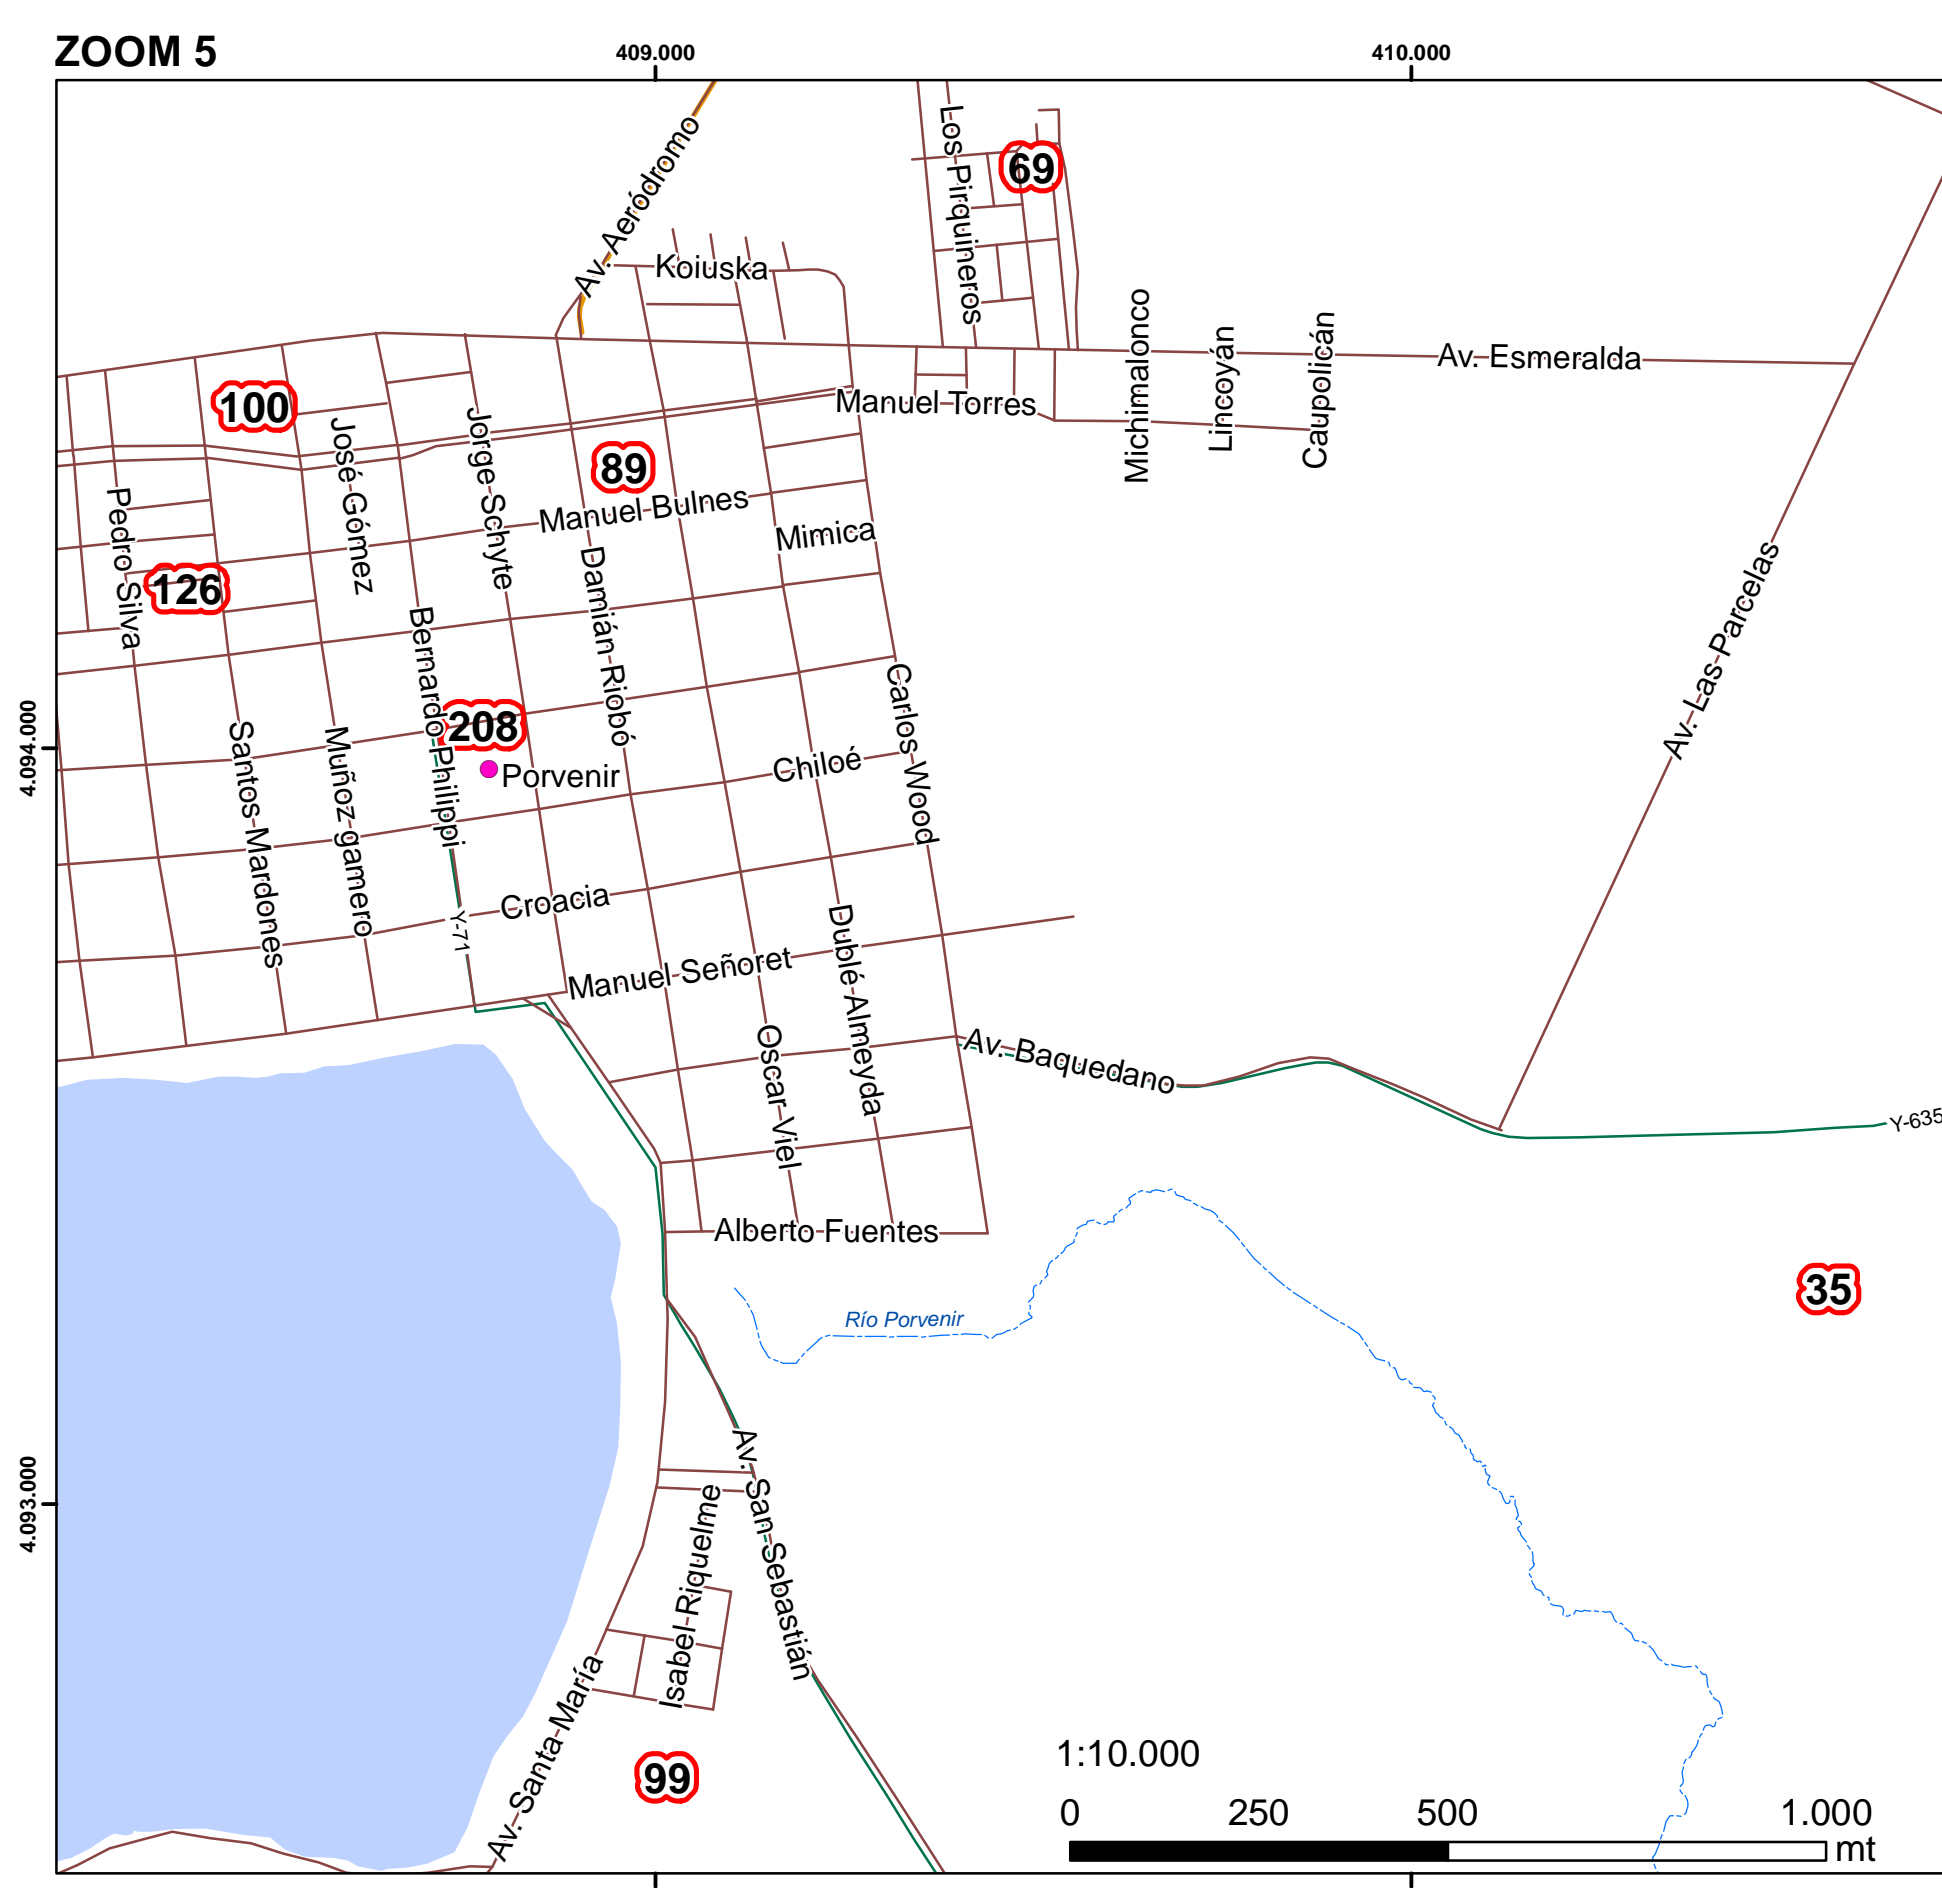 ZOOM 5
409.000
410.000
Av. Aeródromo
Los Pirquineros
69
Koiuska
Michimalonco
Lincoyán
Caupolicán
Av. Esmeralda
100
Manuel Torres
José Gómez
Jorge Schyte
89
Manuel Bulnes
Mimica
Pedro Silva
126
Damián Riobó
Bernardo Philippi
Av. Las Parcelas
Carlos Wood
4.094.000
208
Porvenir
Chiloé
Santos Mardones
Muñoz gamero
Croacia
Y-71
Manuel Señoret
Dublé Almeyda
Oscar Viel
Av. Baquedano
Y-635
Alberto Fuentes
Río Porvenir
35
4.093.000
Av. San Sebastián
Isabel Riquelme
Av. Santa María
99
1:10.000
0 250 500 1.000
mt